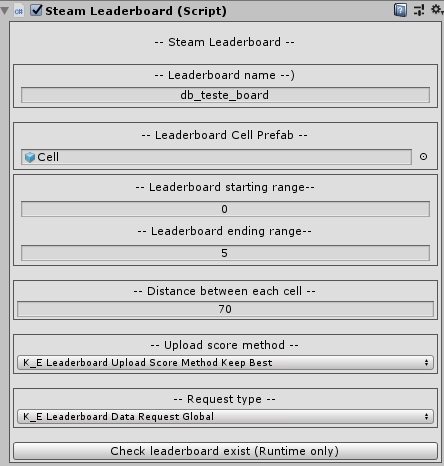 Steam Leaderboard (Script)
-- Steam Leaderboard --
-- Leaderboard name --)
db_teste_board
-- Leaderboard Cell Prefab --
Cell
-- Leaderboard starting range--
0
-- Leaderboard ending range--
5
-- Distance between each cell --
70
-- Upload score method --
K_E Leaderboard Upload Score Method Keep Best
-- Request type --
K_E Leaderboard Data Request Global
Check leaderboard exist (Runtime only)